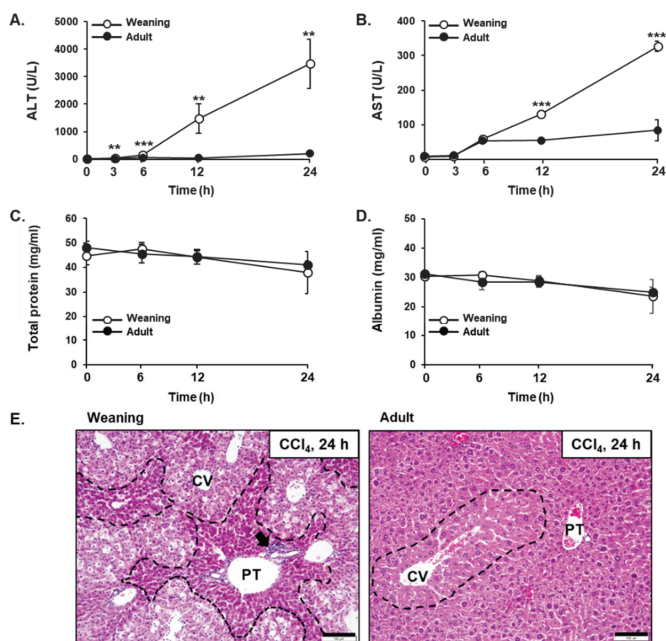 A.
Weaning
Adult
ALT (U/L)
5000
4000
3000
2000
1000
0
**
***
**
**
0 3 6 12 24
Time (h)
B.
Weaning
Adult
AST (U/L)
400
300
200
100
0
***
***
0 3 6 12 24
Time (h)
C.
Total protein (mg/ml)
60
50
40
30
20
10
0
Weaning
Adult
0 6 12 24
Time (h)
D.
Albumin (mg/ml)
50
40
30
20
10
0
Weaning
Adult
0 6 12 24
Time (h)
E.
Weaning
CCl₄, 24 h
CV
PT
Adult
CCl₄, 24 h
PT
CV